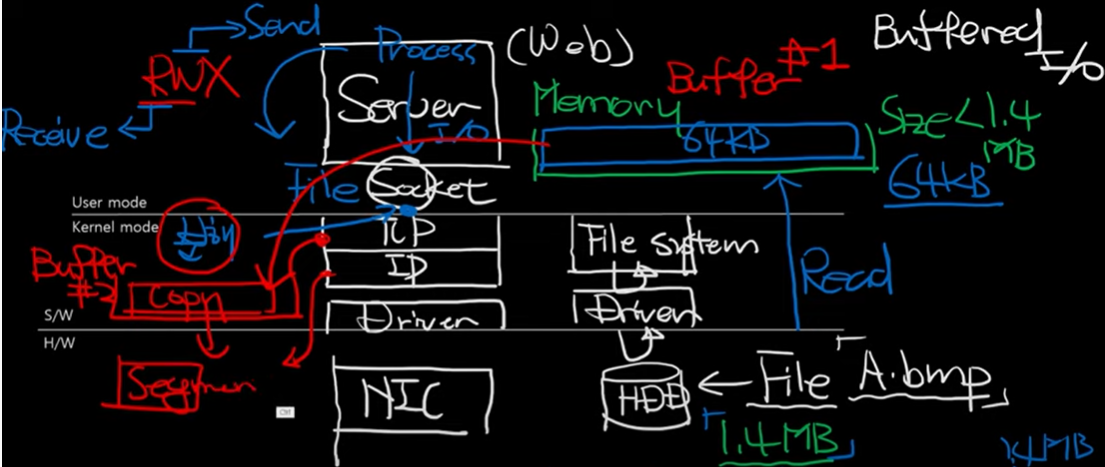 Send
Process
(Web)
Buffered
I/O
RWX
Buffer #1
Server
Memory
Receive
I/O
64KB
Size < 1.4
MB
64KB
File Socket
User mode
Kernel mode
TCP
File system
Buffer
#2
IP
Read
Copy
Driver
Driver
S/W
H/W
NIC
HDD
File
A.bmp
1.4MB
1.4MB